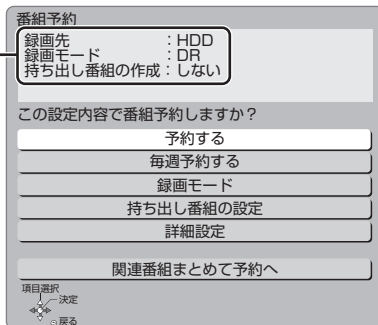 番組予約
録画先 : HDD
録画モード : DR
持ち出し番組の作成 : しない
この設定内容で番組予約しますか?
予約する
毎週予約する
録画モード
持ち出し番組の設定
詳細設定
関連番組まとめて予約へ
項目選択
決定
戻る